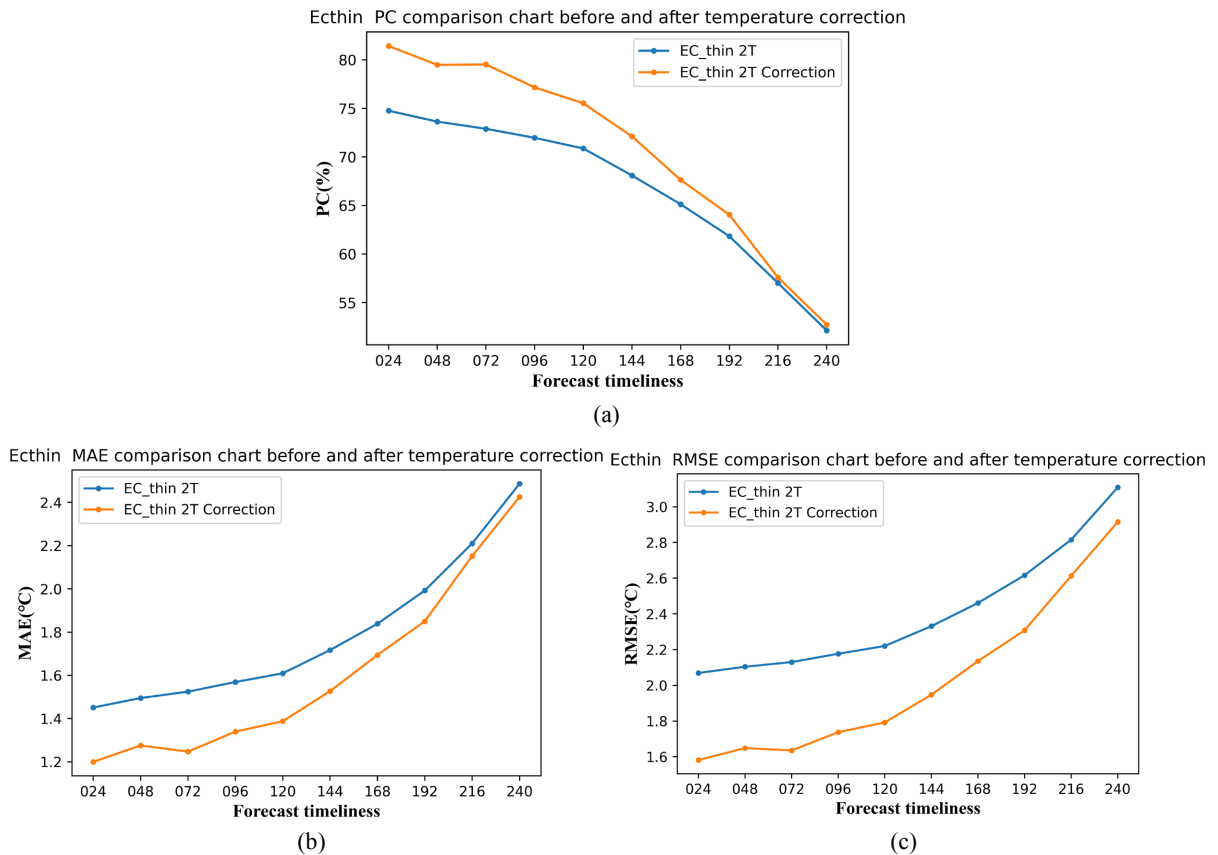 Ecthin  PC comparison chart before and after temperature correction
EC_thin 2T
EC_thin 2T Correction
PC(%)
80
75
70
65
60
55
024 048 072 096 120 144 168 192 216 240
Forecast timeliness
(a)
Ecthin  MAE comparison chart before and after temperature correction
EC_thin 2T
EC_thin 2T Correction
MAE(℃)
2.4
2.2
2.0
1.8
1.6
1.4
1.2
024 048 072 096 120 144 168 192 216 240
Forecast timeliness
(b)
Ecthin  RMSE comparison chart before and after temperature correction
EC_thin 2T
EC_thin 2T Correction
RMSE(℃)
3.0
2.8
2.6
2.4
2.2
2.0
1.8
1.6
024 048 072 096 120 144 168 192 216 240
Forecast timeliness
(c)